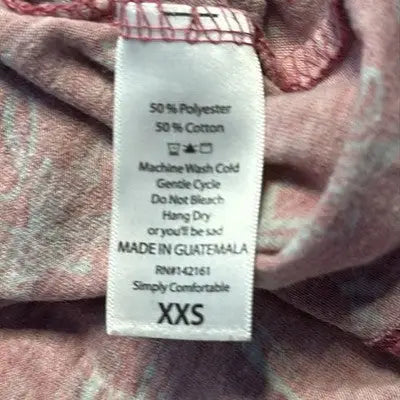 50% Polyester
50% Cotton
Machine Wash Cold
Gentle Cycle
Do Not Bleach
Hang Dry
or you'll be sad
MADE IN GUATEMALA
RN#142161
Simply Comfortable
XXS